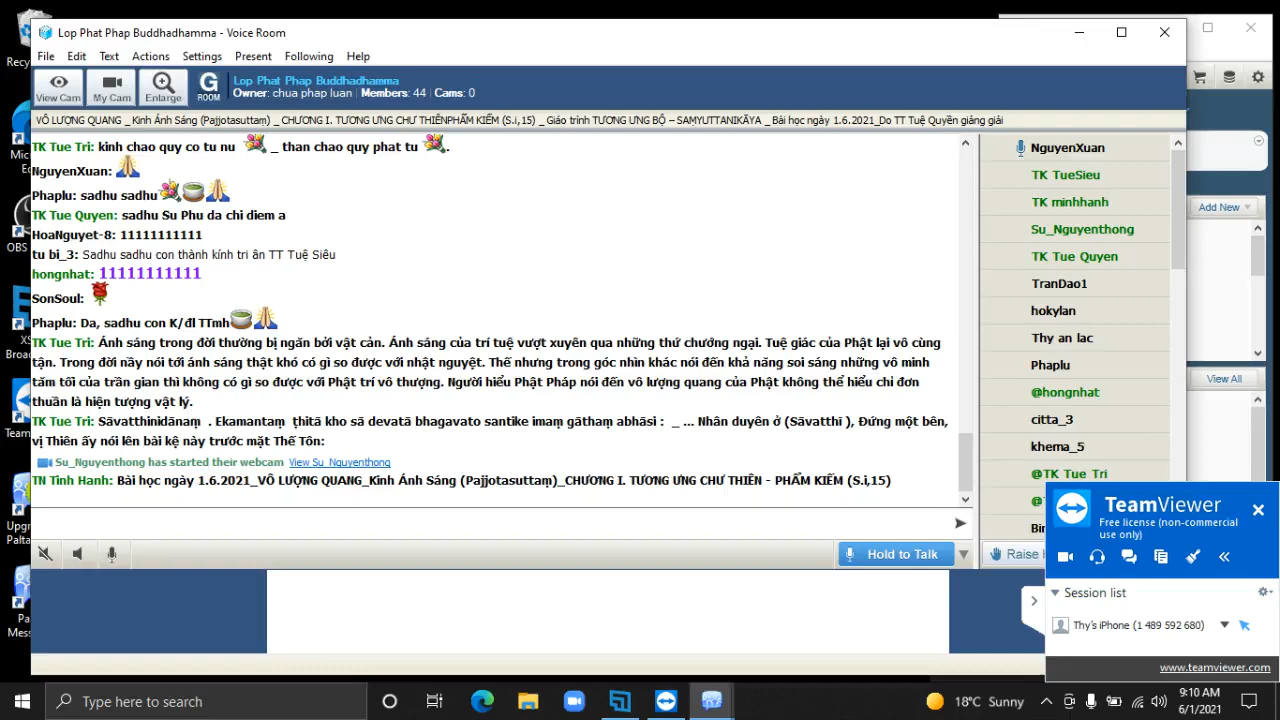 Recy
Lop Phat Phap Buddhadhamma - Voice Room
File Edit Text Actions Settings Present Following Help
View Cam
My Cam
Enlarge
G ROOM
Lop Phat Phap Buddhadhamma
Owner: chua phap luan | Members: 44 | Cams: 0
VÔ LƯỢNG QUANG _ Kinh Ánh Sáng (Pajjotasuttaṃ) _ CHƯƠNG I. TƯƠNG ƯNG CHƯ THIÊNPHẨM KIẾM (S.i,15) _ Giáo trình TƯƠNG ƯNG BỘ – SAṂYUTTANIKĀYA _ Bài học ngày 1.6.2021_Do TT Tuệ Quyền giảng giải
TK Tue Tri: kinh chao quy co tu nu _ than chao quy phat tu .
NguyenXuan:
Phaplu: sadhu sadhu
TK Tue Quyen: sadhu Su Phu da chi diem a
HoaNguyet-8: 11111111111
tu bi_3: Sadhu sadhu con thành kính tri ân TT Tuệ Siêu
hongnhat: 11111111111
SonSoul:
Phaplu: Da, sadhu con K/đl TTmh
TK Tue Tri: Ánh sáng trong đời thường bị ngăn bởi vật cản. Ánh sáng của trí tuệ vượt xuyên qua những thứ chướng ngại. Tuệ giác của Phật lại vô cùng
tận. Trong đời nầy nói tới ánh sáng thật khó có gì so được với nhật nguyệt. Thế nhưng trong góc nhìn khác nói đến khả năng soi sáng những vô minh
tăm tối của trần gian thì không có gì so được với Phật trí vô thượng. Người hiểu Phật Pháp nói đến vô lượng quang của Phật không thể hiểu chỉ đơn
thuần là hiện tượng vật lý.
TK Tue Tri: Sāvatthinidānaṃ . Ekamantaṃ ṭhitā kho sā devatā bhagavato santike imaṃ gāthaṃ abhāsi : _ ... Nhân duyên ở (Sāvatthi ), Đứng một bên,
vị Thiên ấy nói lên bài kệ này trước mặt Thế Tôn:
Su_Nguyenthong has started their webcam View Su_Nguyenthong
TN Tinh Hanh: Bài học ngày 1.6.2021_VÔ LƯỢNG QUANG_Kinh Ánh Sáng (Pajjotasuttaṃ)_CHƯƠNG I. TƯƠNG ƯNG CHƯ THIÊN - PHẨM KIẾM (S.i,15)
NguyenXuan
TK TueSieu
TK minhhanh
Su_Nguyenthong
TK Tue Quyen
TranDao1
hokylan
Thy an lac
Phaplu
@hongnhat
citta_3
khema_5
@TK Tue Tri
Hold to Talk
Raise
Add New
View All
Micr
OBS
XS
Broad
Team
Upgr
Palta
Pa
Mess
TeamViewer
Free license (non-commercial
use only)
Session list
Thy's iPhone (1 489 592 680)
www.teamviewer.com
Type here to search
18°C Sunny
9:10 AM
6/1/2021